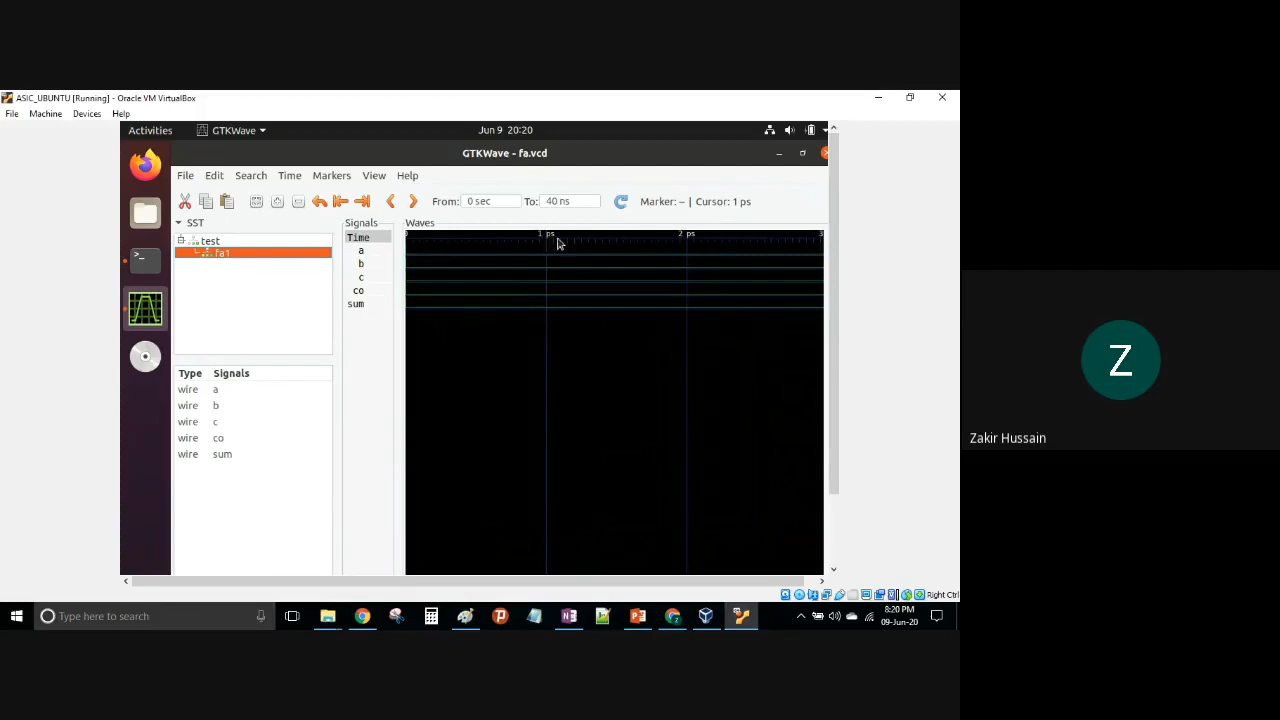 ASIC_UBUNTU [Running] - Oracle VM VirtualBox
File Machine Devices Help
Activities GTKWave Jun 9 20:20
GTKWave - fa.vcd
File Edit Search Time Markers View Help
From: 0 sec To: 40 ns Marker: -- | Cursor: 1 ps
SST Signals Waves
Time 1 ps 2 ps 3
test
fa1
a
b
c
co
sum
Type Signals
wire a
wire b
wire c
wire co
wire sum
Z
Zakir Hussain
Right Ctrl
Type here to search
8:20 PM
09-Jun-20